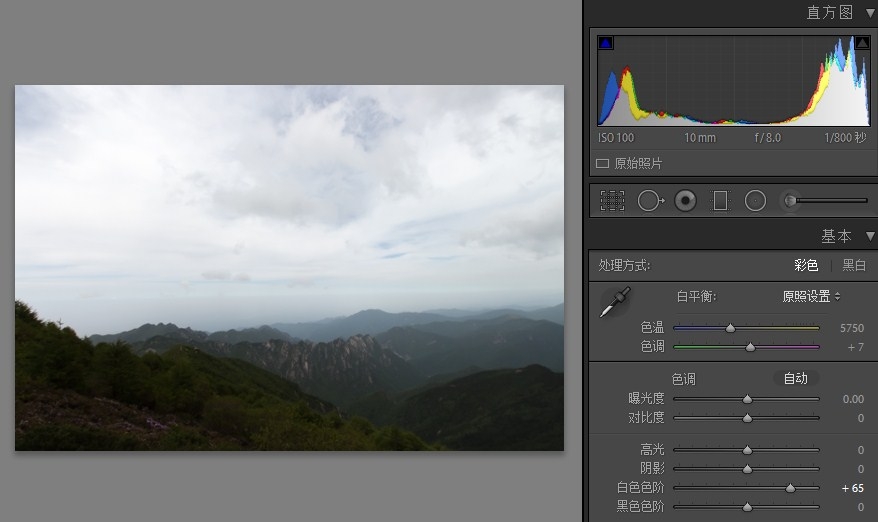 直方图
ISO 100 10 mm f / 8.0 1/800 秒
原始照片
基本
处理方式: 彩色 黑白
白平衡: 原照设置
色温 5750
色调 + 7
色调 自动
曝光度 0.00
对比度 0
高光 0
阴影 0
白色色阶 + 65
黑色色阶 0